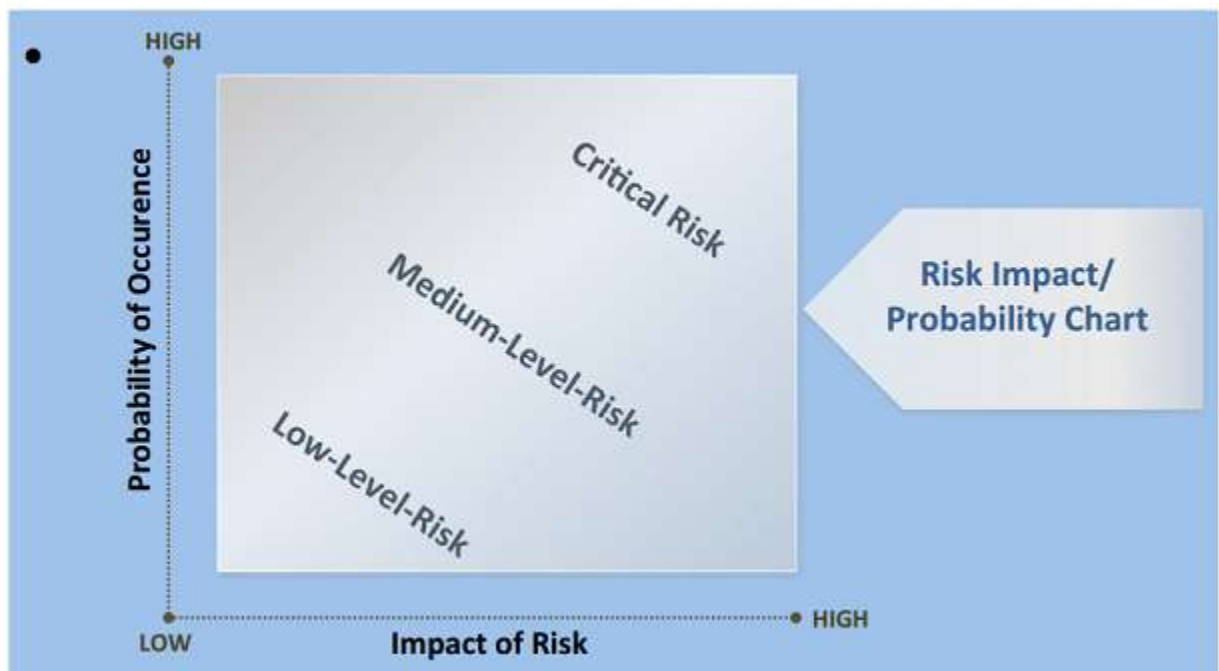 •
HIGH
Probability of Occurence
Critical Risk
Medium-Level-Risk
Low-Level-Risk
LOW
Impact of Risk
HIGH
Risk Impact/
Probability Chart